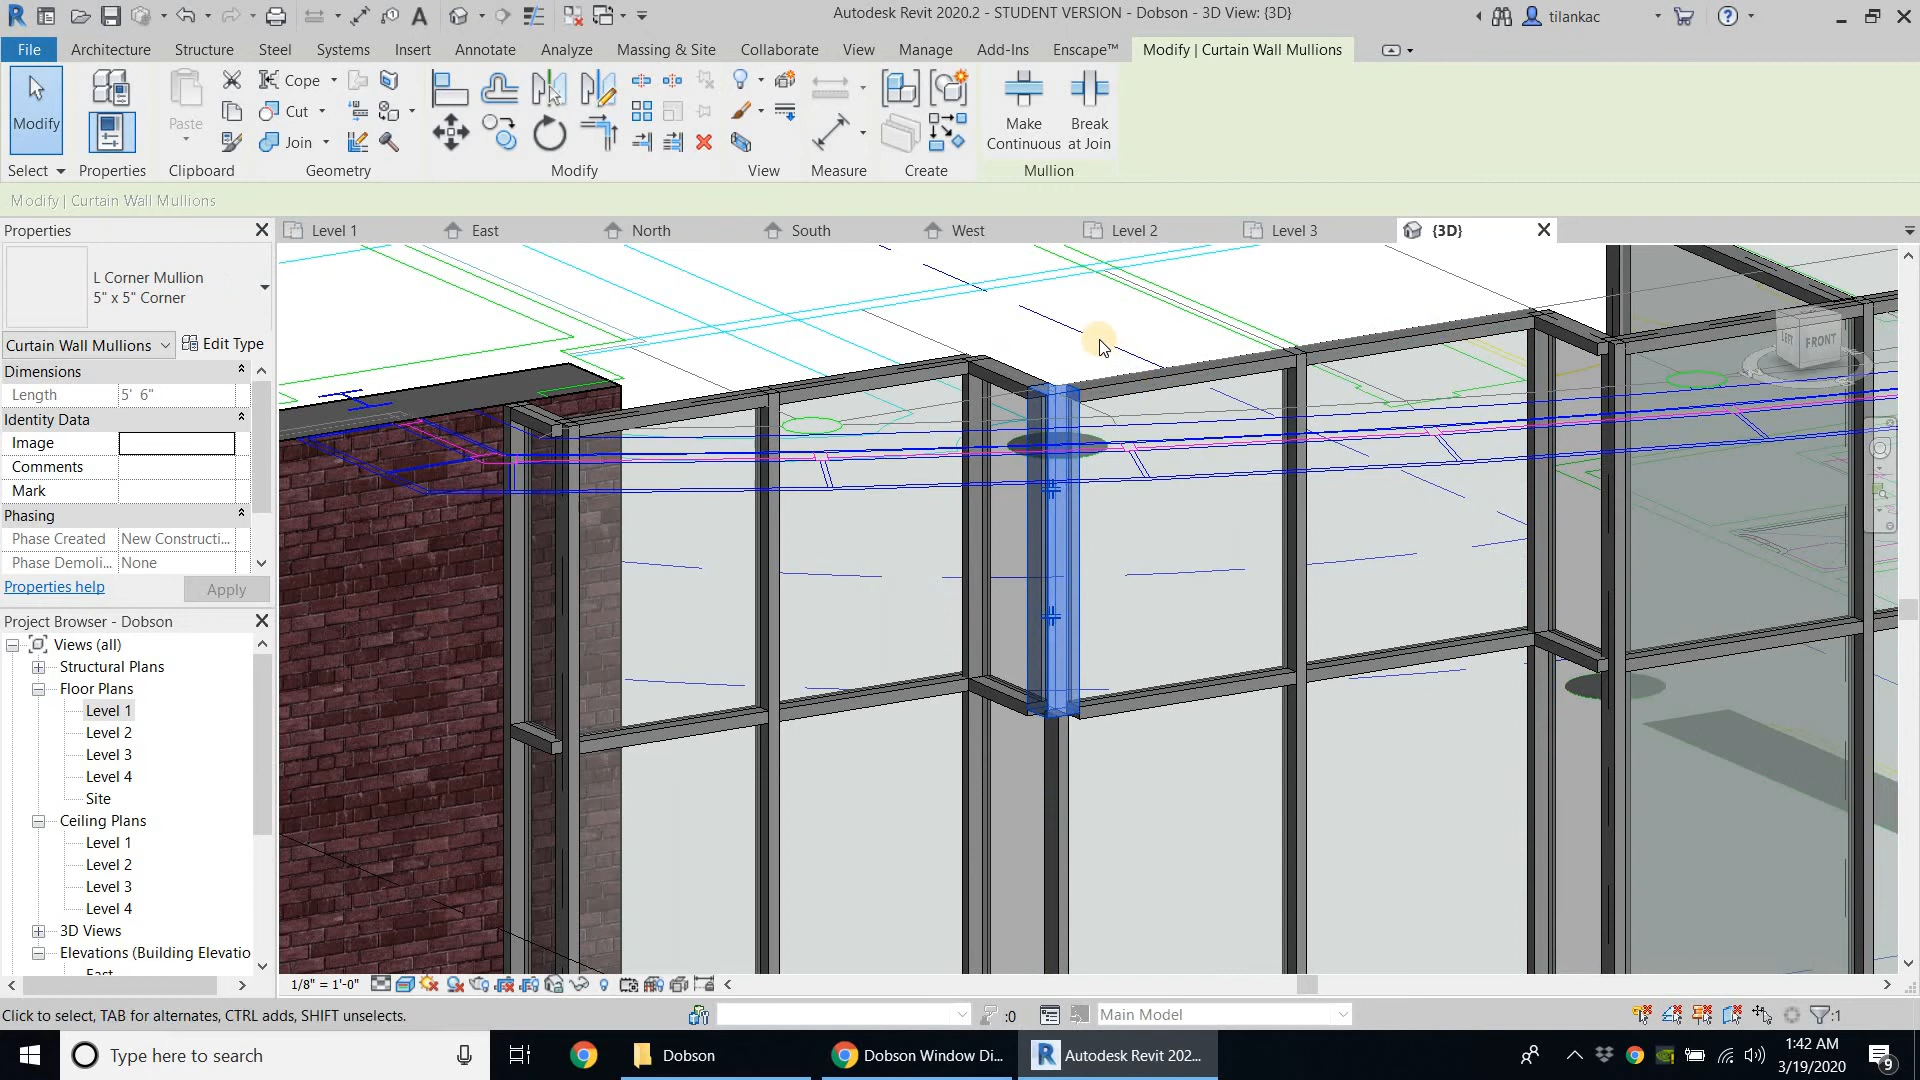 Autodesk Revit 2020.2 - STUDENT VERSION - Dobson - 3D View: {3D}
tilankac
File
Architecture
Structure
Steel
Systems
Insert
Annotate
Analyze
Massing & Site
Collaborate
View
Manage
Add-Ins
Enscape™
Modify | Curtain Wall Mullions
Modify
Paste
Cope
Cut
Join
Make
Continuous
Break
at Join
Select
Properties
Clipboard
Geometry
Modify
View
Measure
Create
Mullion
Modify | Curtain Wall Mullions
Properties
Level 1
East
North
South
West
Level 2
Level 3
{3D}
L Corner Mullion
5" x 5" Corner
Curtain Wall Mullions
Edit Type
Dimensions
Length 5' 6"
Identity Data
Image
Comments
Mark
Phasing
Phase Created New Constructi...
Phase Demoli... None
Properties help
Apply
LEFT
FRONT
Project Browser - Dobson
Views (all)
Structural Plans
Floor Plans
Level 1
Level 2
Level 3
Level 4
Site
Ceiling Plans
Level 1
Level 2
Level 3
Level 4
3D Views
Elevations (Building Elevatio
East
1/8" = 1'-0"
Click to select, TAB for alternates, CTRL adds, SHIFT unselects.
:0
Main Model
:1
Type here to search
Dobson
Dobson Window Di...
Autodesk Revit 202...
1:42 AM
3/19/2020
9